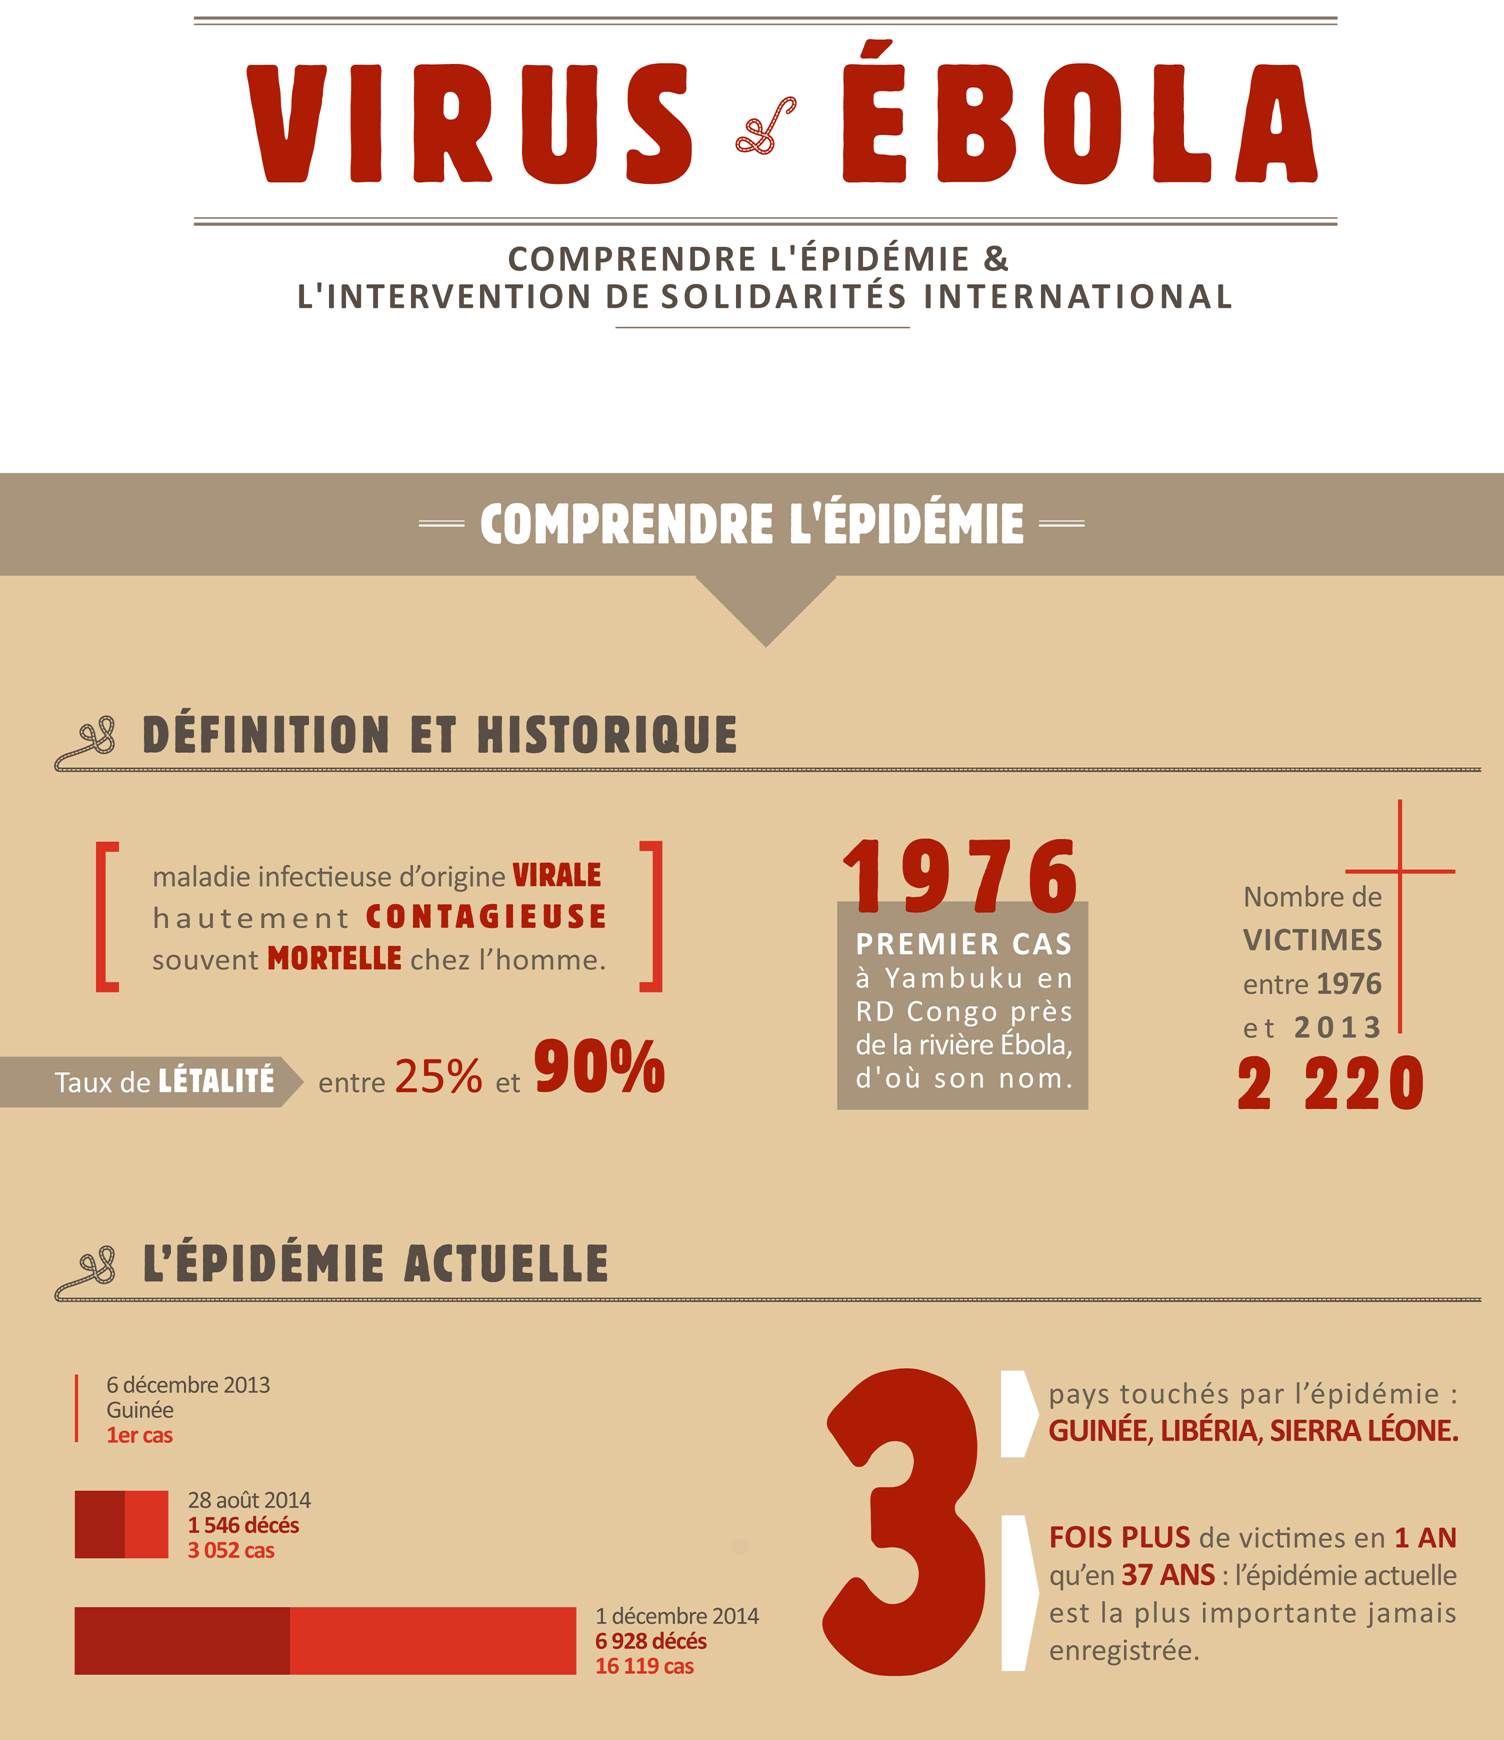 VIRUS ÉBOLA
COMPRENDRE L'ÉPIDÉMIE &
L'INTERVENTION DE SOLIDARITÉS INTERNATIONAL
COMPRENDRE L'ÉPIDÉMIE
DÉFINITION ET HISTORIQUE
maladie infectieuse d’origine VIRALE
hautement CONTAGIEUSE
souvent MORTELLE chez l’homme.
Taux de LÉTALITÉ entre 25% et 90%
1976
PREMIER CAS
à Yambuku en
RD Congo près
de la rivière Ébola,
d'où son nom.
Nombre de
VICTIMES
entre 1976
et 2013
2 220
L’ÉPIDÉMIE ACTUELLE
6 décembre 2013
Guinée
1er cas
28 août 2014
1 546 décés
3 052 cas
1 décembre 2014
6 928 décés
16 119 cas
3
pays touchés par l’épidémie :
GUINÉE, LIBÉRIA, SIERRA LÉONE.
FOIS PLUS de victimes en 1 AN
qu’en 37 ANS : l’épidémie actuelle
est la plus importante jamais
enregistrée.